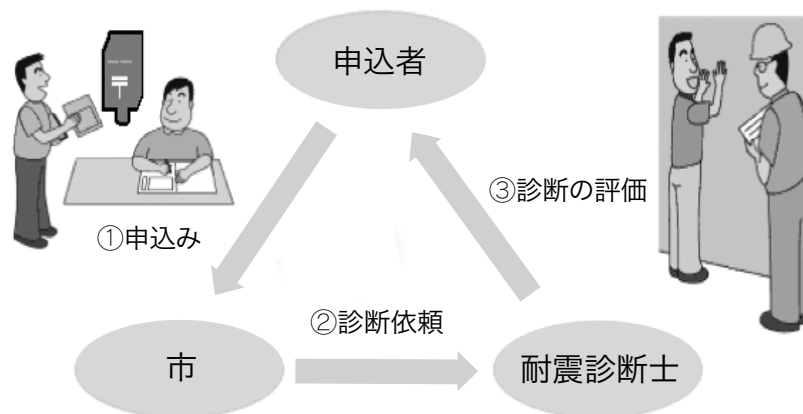 申込者
①申込み
③診断の評価
②診断依頼
市
耐震診断士